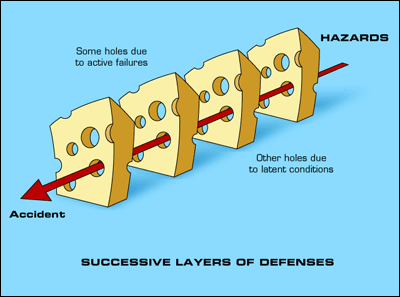 HAZARDS
Some holes due
to active failures
Other holes due
to latent conditions
Accident
SUCCESSIVE LAYERS OF DEFENSES